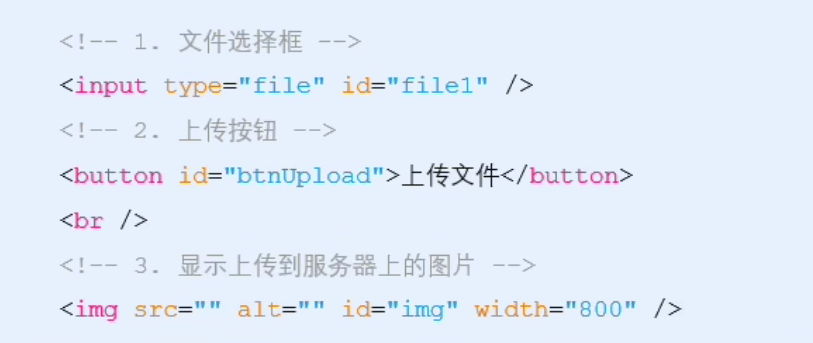 <!-- 1. 文件选择框 -->
<input type="file" id="file1" />
<!-- 2. 上传按钮 -->
<button id="btnUpload">上传文件</button>
<br />
<!-- 3. 显示上传到服务器上的图片 -->
<img src="" alt="" id="img" width="800" />